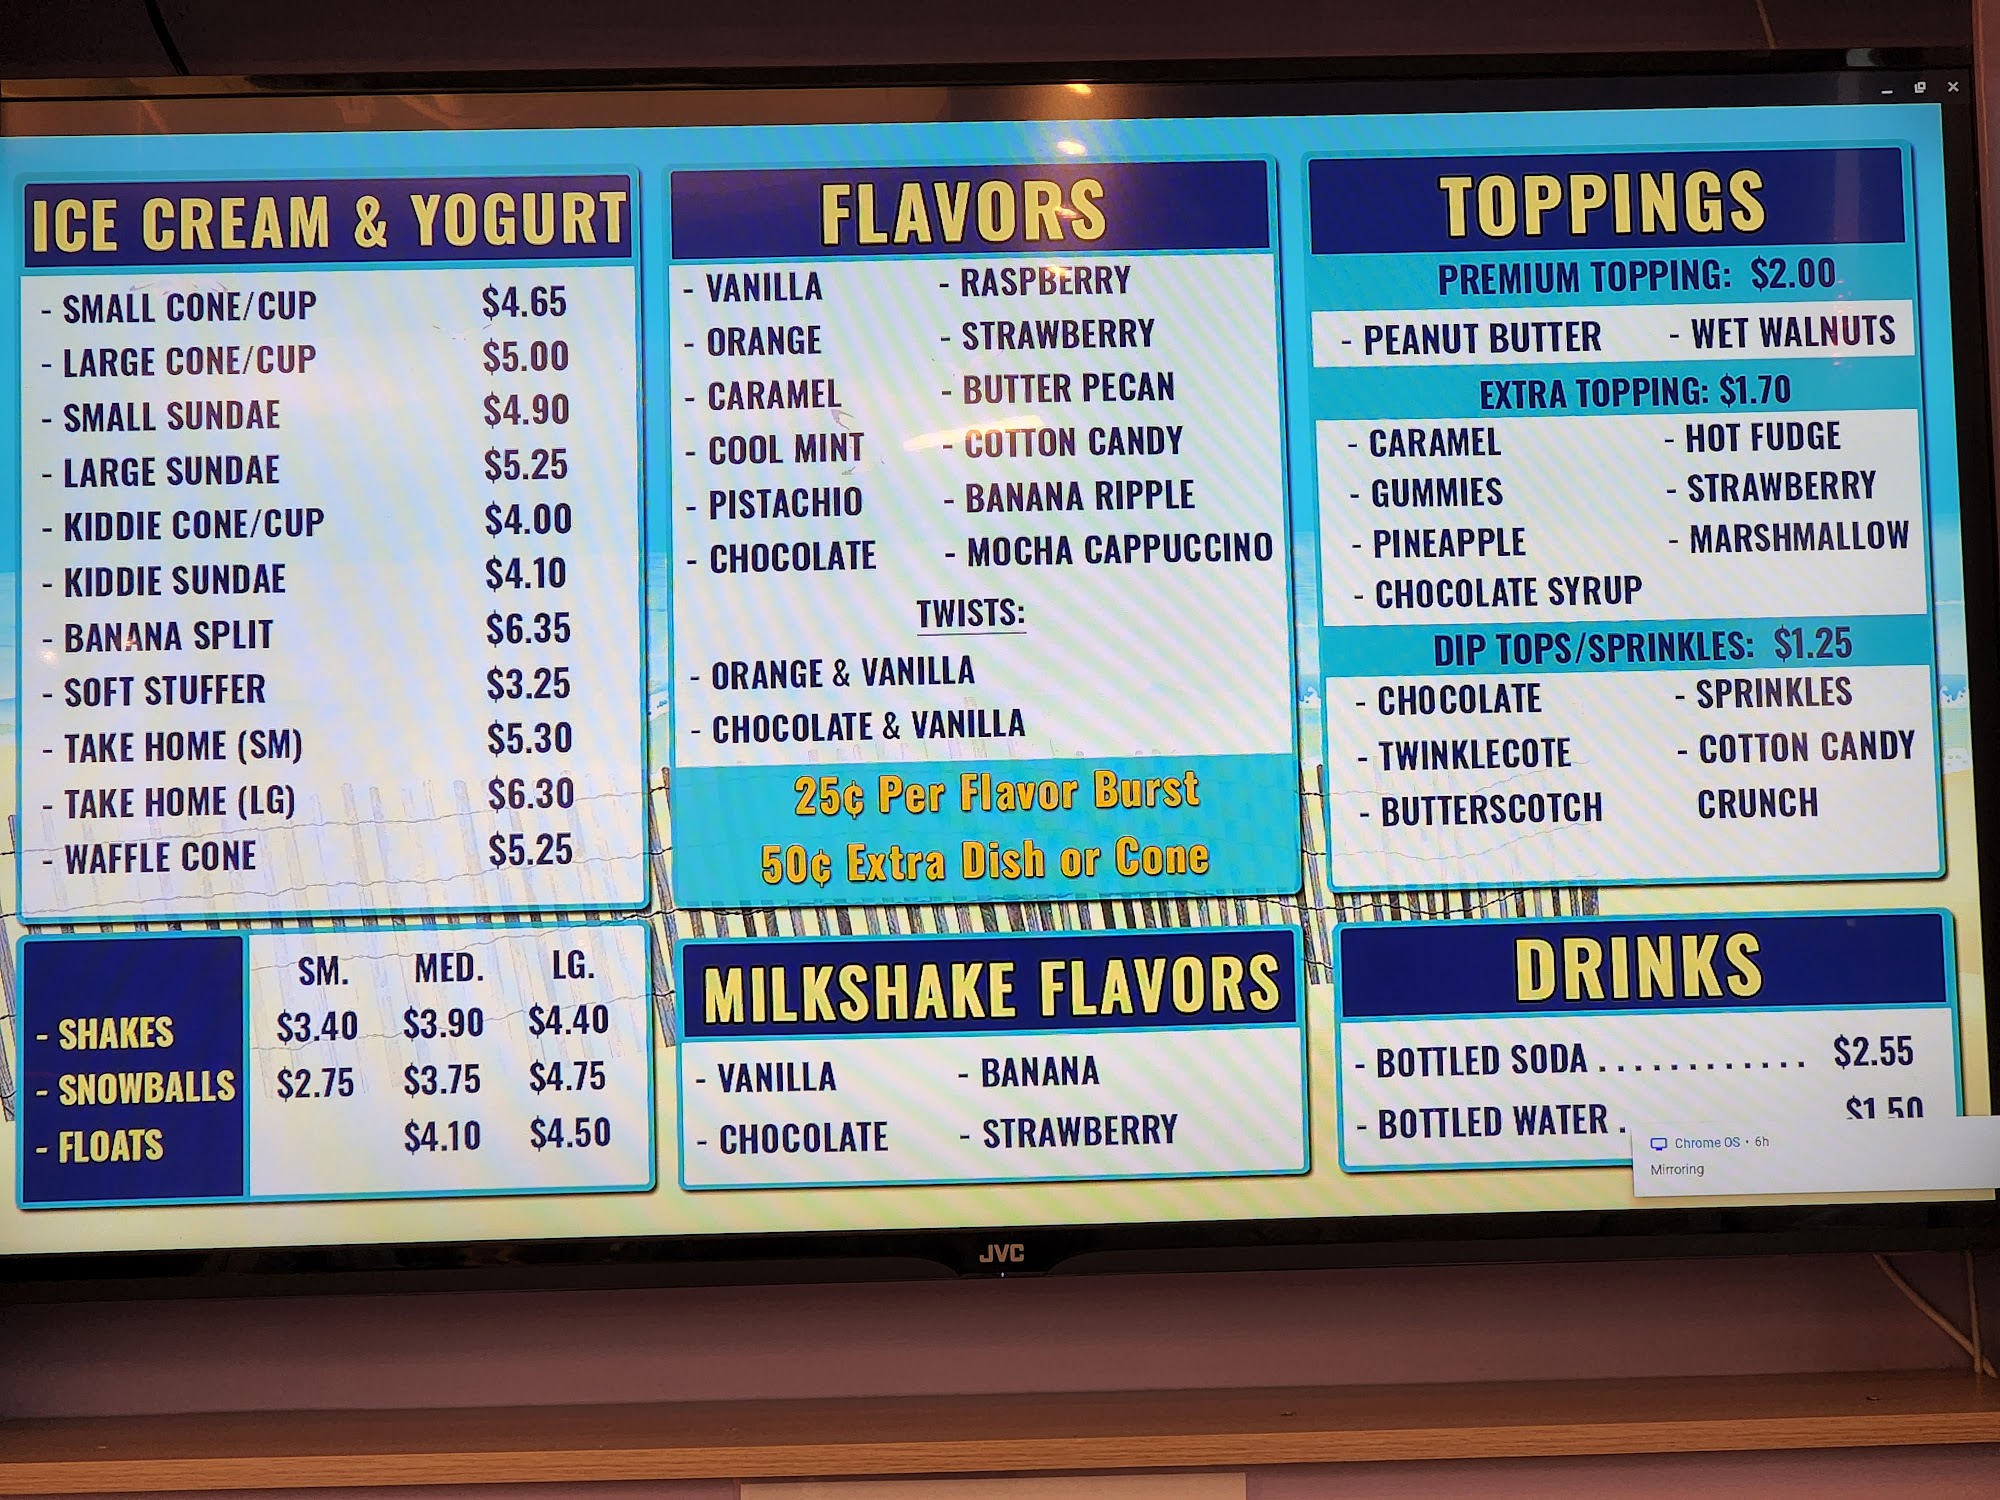 ICE CREAM & YOGURT
- SMALL CONE/CUP $4.65
- LARGE CONE/CUP $5.00
- SMALL SUNDAE $4.90
- LARGE SUNDAE $5.25
- KIDDIE CONE/CUP $4.00
- KIDDIE SUNDAE $4.10
- BANANA SPLIT $6.35
- SOFT STUFFER $3.25
- TAKE HOME (SM) $5.30
- TAKE HOME (LG) $6.30
- WAFFLE CONE $5.25
FLAVORS
- VANILLA - RASPBERRY
- ORANGE - STRAWBERRY
- CARAMEL - BUTTER PECAN
- COOL MINT - COTTON CANDY
- PISTACHIO - BANANA RIPPLE
- CHOCOLATE - MOCHA CAPPUCCINO
TWISTS:
- ORANGE & VANILLA
- CHOCOLATE & VANILLA
25¢ Per Flavor Burst
50¢ Extra Dish or Cone
TOPPINGS
PREMIUM TOPPING: $2.00
- PEANUT BUTTER - WET WALNUTS
EXTRA TOPPING: $1.70
- CARAMEL - HOT FUDGE
- GUMMIES - STRAWBERRY
- PINEAPPLE - MARSHMALLOW
- CHOCOLATE SYRUP
DIP TOPS/SPRINKLES: $1.25
- CHOCOLATE - SPRINKLES
- TWINKLECOTE - COTTON CANDY
- BUTTERSCOTCH CRUNCH
SM. MED. LG.
- SHAKES $3.40 $3.90 $4.40
- SNOWBALLS $2.75 $3.75 $4.75
- FLOATS $4.10 $4.50
MILKSHAKE FLAVORS
- VANILLA - BANANA
- CHOCOLATE - STRAWBERRY
DRINKS
- BOTTLED SODA ............ $2.55
- BOTTLED WATER . $1.50
Chrome OS • 6h
Mirroring
JVC